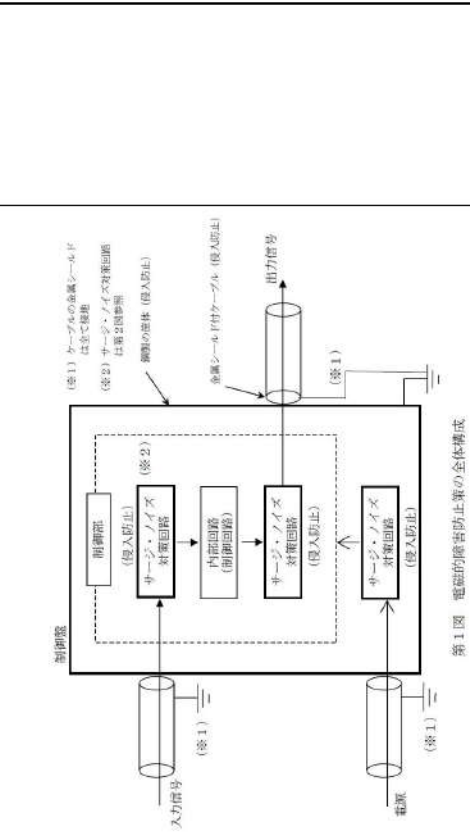 (※1) ケーブルの金属シールド
は全て接地
(※2) サージ・ノイズ対策回路
は第2図参照
鋼製の筐体 (侵入防止)
金属シールド付ケーブル (侵入防止)
制御盤
制御部
(侵入防止)
(※2)
サージ・ノイズ
対策回路
内部回路
(制御回路)
サージ・ノイズ
対策回路
(侵入防止)
サージ・ノイズ
対策回路
(侵入防止)
入力信号
(※1)
出力信号
(※1)
電源
(※1)
第1図 電磁的障害防止策の全体構成